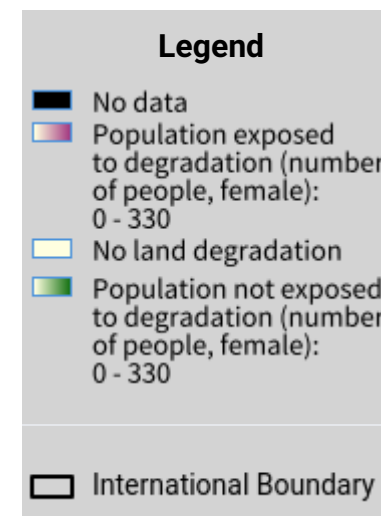 Legend
No data
Population exposed
to degradation (number
of people, female):
0 - 330
No land degradation
Population not exposed
to degradation (number
of people, female):
0 - 330
International Boundary